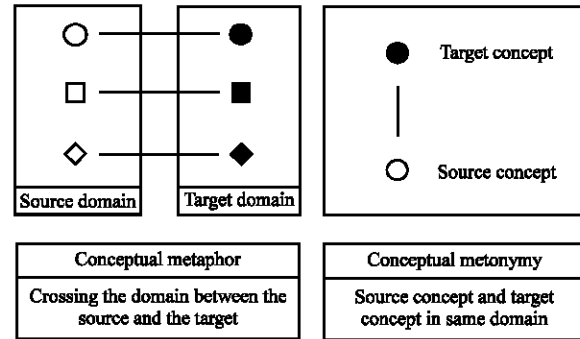 Target concept
Source concept
Source domain
Target domain
Conceptual metaphor
Crossing the domain between the
source and the target
Conceptual metonymy
Source concept and target
concept in same domain